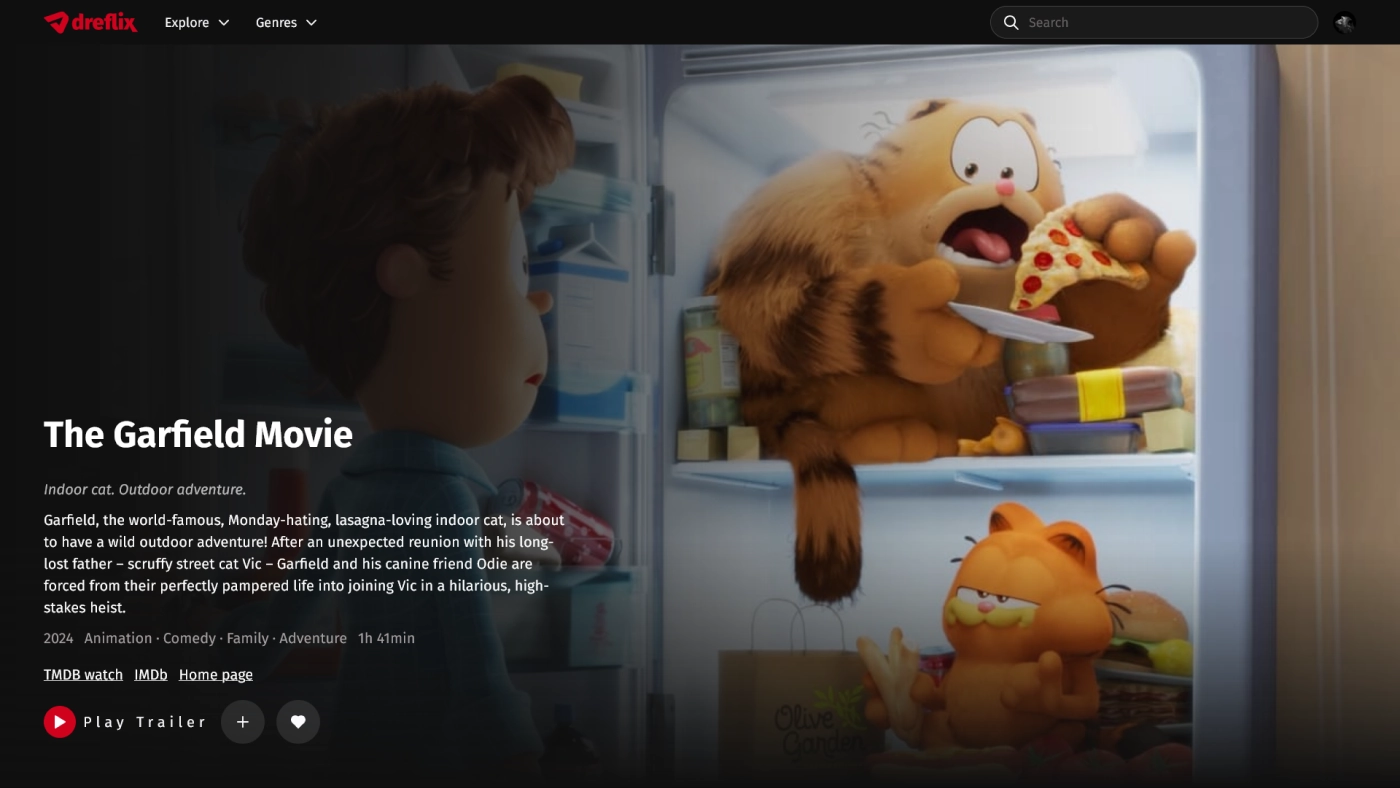 dreflix
Explore
Genres
Search
The Garfield Movie
Indoor cat. Outdoor adventure.
Garfield, the world-famous, Monday-hating, lasagna-loving indoor cat, is about
to have a wild outdoor adventure! After an unexpected reunion with his long-
lost father – scruffy street cat Vic – Garfield and his canine friend Odie are
forced from their perfectly pampered life into joining Vic in a hilarious, high-
stakes heist.
2024 Animation · Comedy · Family · Adventure 1h 41min
TMDB watch IMDb Home page
Play Trailer
Olive
Garden